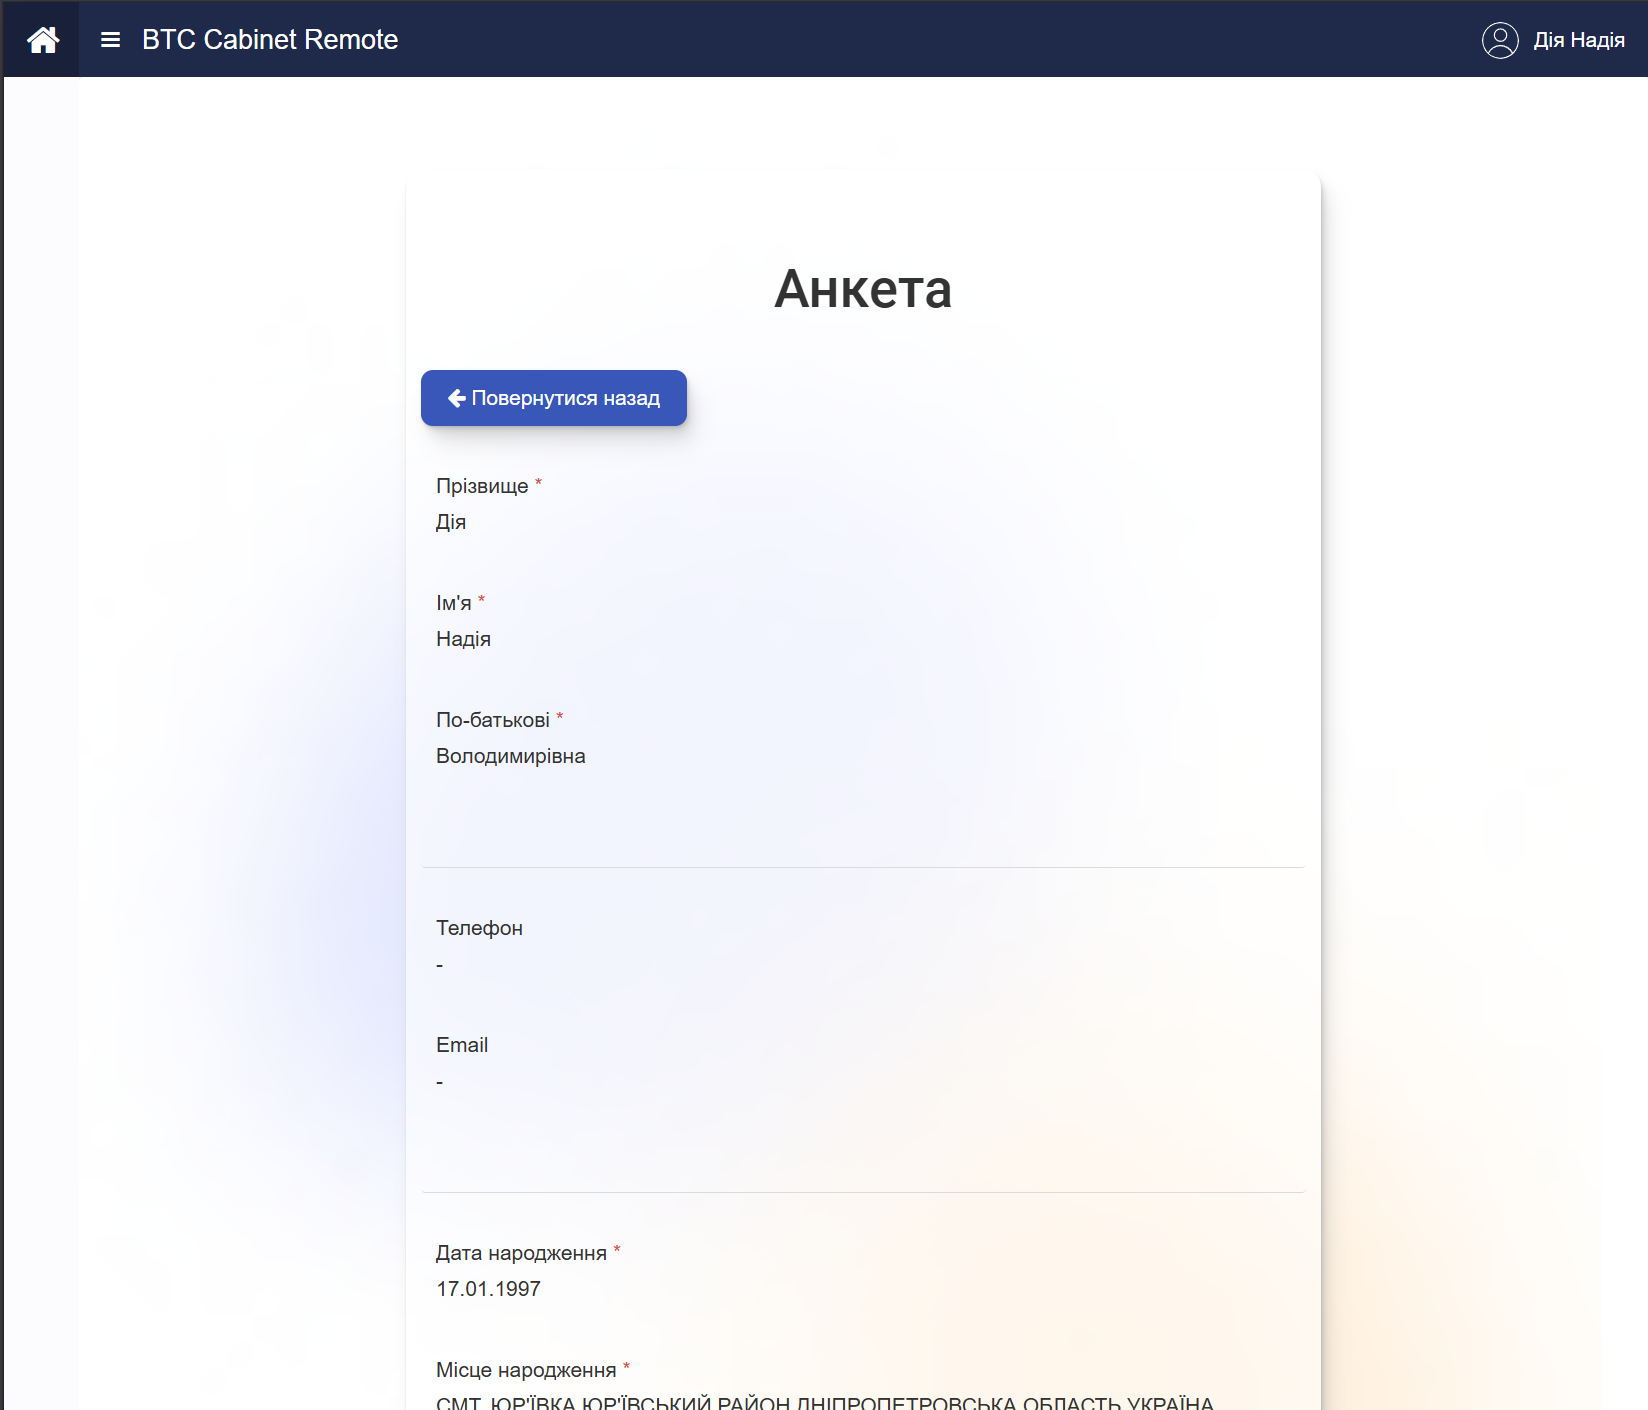 BTC Cabinet Remote
Дія Надія
Анкета
Повернутися назад
Прізвище *
Дія
Ім'я *
Надія
По-батькові *
Володимирівна
Телефон
-
Email
-
Дата народження *
17.01.1997
Місце народження *
СМТ. ЮР'ЇВКА ЮР'ЇВСЬКИЙ РАЙОН ДНІПРОПЕТРОВСЬКА ОБЛАСТЬ УКРАЇНА